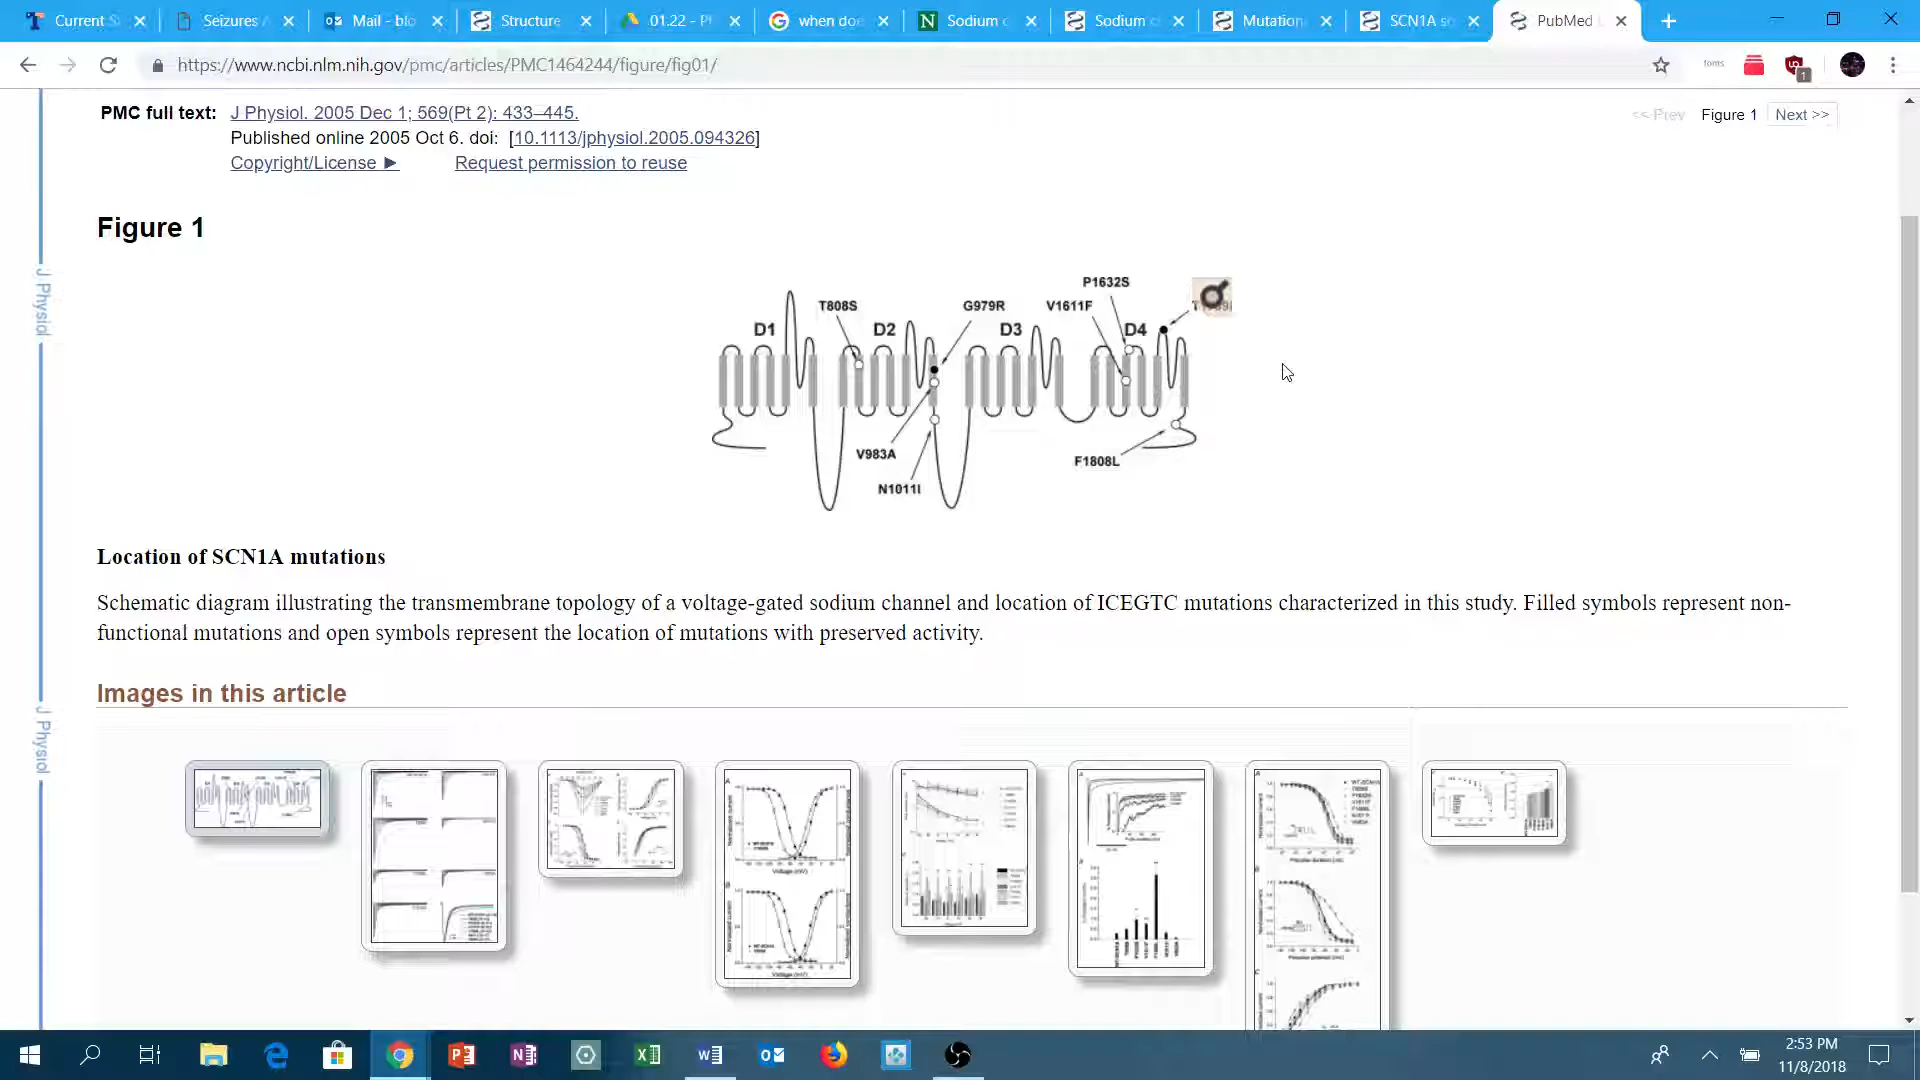 Current S
Seizures A
Mail - blo
Structure
01.22 - P
when doe
Sodium c
Sodium c
Mutation
SCN1A so
PubMed
https://www.ncbi.nlm.nih.gov/pmc/articles/PMC1464244/figure/fig01/
foms
1
PMC full text: J Physiol. 2005 Dec 1; 569(Pt 2): 433–445.
Published online 2005 Oct 6. doi: [10.1113/jphysiol.2005.094326]
Copyright/License ► Request permission to reuse
<< Prev Figure 1 Next >>
J Physiol
Figure 1
P1632S
T808S
G979R
V1611F
D1
D2
D3
D4
V983A
F1808L
N1011I
Location of SCN1A mutations
Schematic diagram illustrating the transmembrane topology of a voltage-gated sodium channel and location of ICEGTC mutations characterized in this study. Filled symbols represent non-
functional mutations and open symbols represent the location of mutations with preserved activity.
Images in this article
J Physiol
2:53 PM
11/8/2018